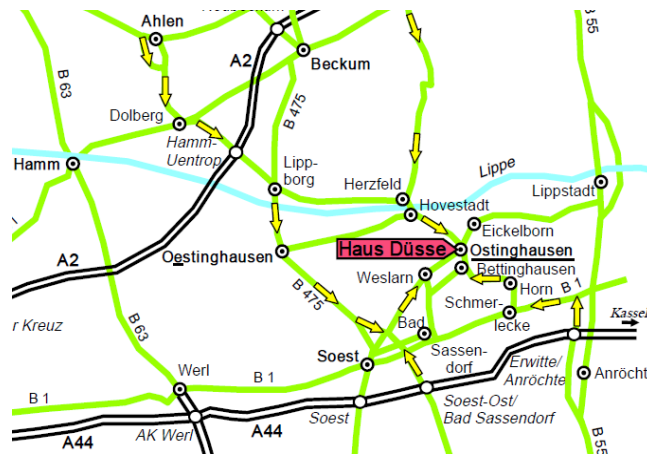 Ahlen
A2
Beckum
B 55
B 63
B 475
Dolberg
Hamm-
Uentrop
Hamm
Lipp-
borg
Herzfeld
Lippe
Lippstadt
Hovestadt
Eickelborn
Haus Düsse
Ostinghausen
Oestinghausen
A2
Weslarn
Bettinghausen
Horn
B 1
B 475
Schmer-
lecke
Kassel
r Kreuz
B 63
Bad
Sassen-
dorf
Soest
Erwitte/
Anröchte
Anröcht
Werl
B 1
B 1
Soest
Soest-Ost/
Bad Sassendorf
AK Werl
A44
A44
B 55